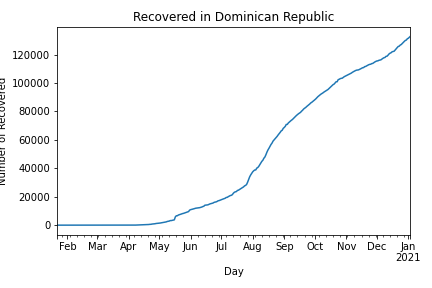 Recovered in Dominican Republic
120000
100000
80000
60000
40000
20000
0
Number of Recovered
Feb Mar Apr May Jun Jul Aug Sep Oct Nov Dec Jan
2021
Day